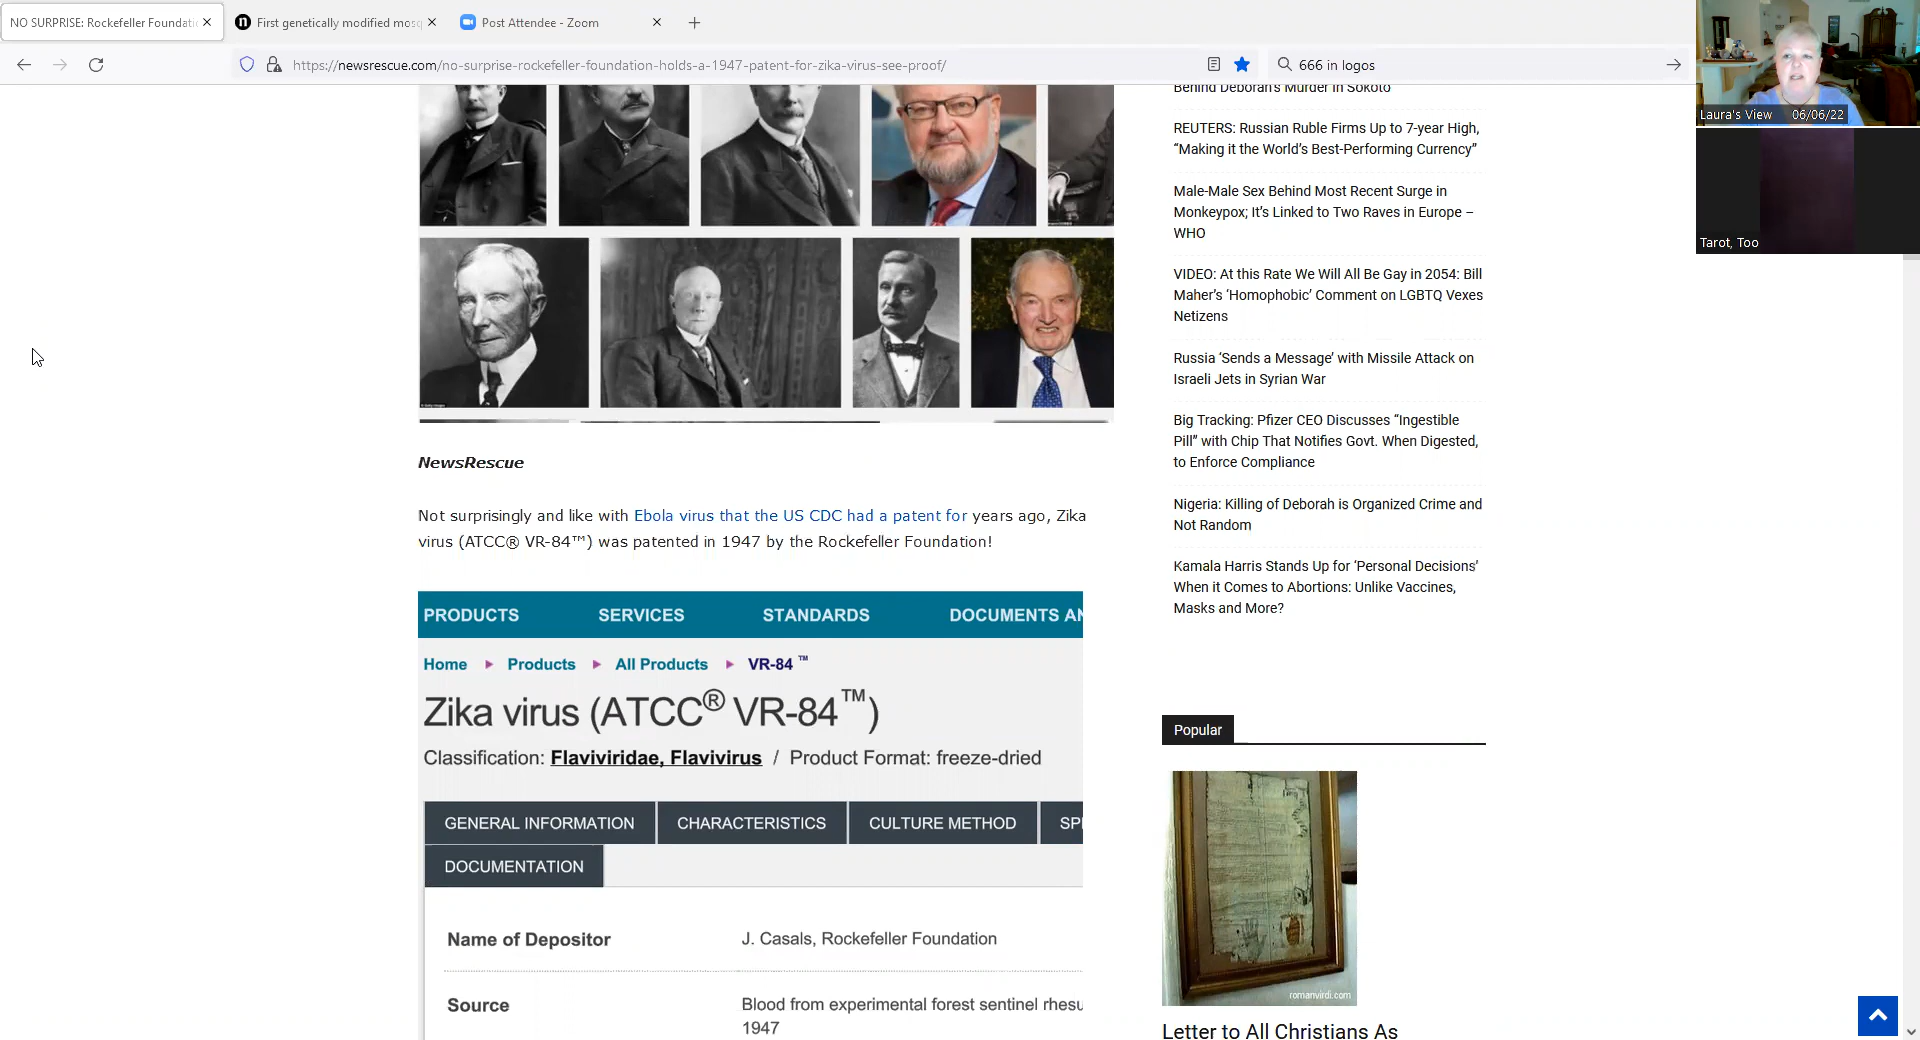 NO SURPRISE: Rockefeller Foundati
First genetically modified mos
Post Attendee - Zoom
https://newsrescue.com/no-surprise-rockefeller-foundation-holds-a-1947-patent-for-zika-virus-see-proof/
666 in logos
Laura's View 06/06/22
Tarot, Too
NewsRescue
Not surprisingly and like with Ebola virus that the US CDC had a patent for years ago, Zika
virus (ATCC® VR-84™) was patented in 1947 by the Rockefeller Foundation!
PRODUCTS SERVICES STANDARDS DOCUMENTS AN
Home Products All Products VR-84 ™
Zika virus (ATCC® VR-84™)
Classification: Flaviviridae, Flavivirus / Product Format: freeze-dried
GENERAL INFORMATION CHARACTERISTICS CULTURE METHOD SP
DOCUMENTATION
Name of Depositor J. Casals, Rockefeller Foundation
Source Blood from experimental forest sentinel rhesu
1947
Behind Deborah's Murder in Sokoto
REUTERS: Russian Ruble Firms Up to 7-year High,
“Making it the World’s Best-Performing Currency”
Male-Male Sex Behind Most Recent Surge in
Monkeypox; It’s Linked to Two Raves in Europe –
WHO
VIDEO: At this Rate We Will All Be Gay in 2054: Bill
Maher’s ‘Homophobic’ Comment on LGBTQ Vexes
Netizens
Russia ‘Sends a Message’ with Missile Attack on
Israeli Jets in Syrian War
Big Tracking: Pfizer CEO Discusses “Ingestible
Pill” with Chip That Notifies Govt. When Digested,
to Enforce Compliance
Nigeria: Killing of Deborah is Organized Crime and
Not Random
Kamala Harris Stands Up for ‘Personal Decisions’
When it Comes to Abortions: Unlike Vaccines,
Masks and More?
Popular
romanvirdi.com
Letter to All Christians As